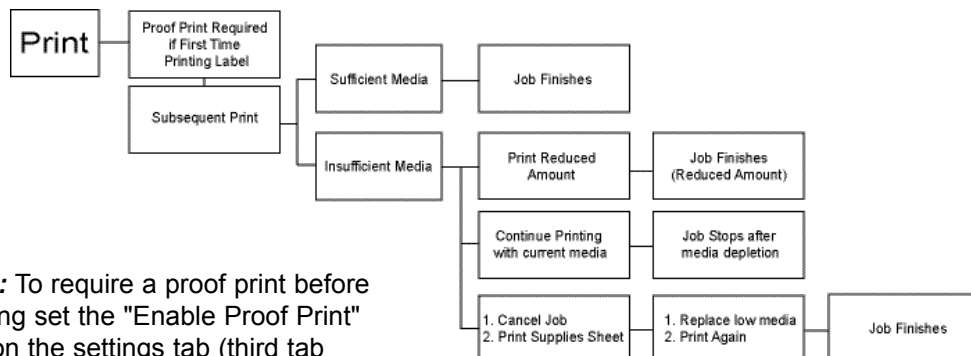 Print
Proof Print Required
if First Time
Printing Label
Subsequent Print
Sufficient Media
Job Finishes
Insufficient Media
Print Reduced
Amount
Job Finishes
(Reduced Amount)
Continue Printing
with current media
Job Stops after
media depletion
1. Cancel Job
2. Print Supplies Sheet
1. Replace low media
2. Print Again
Job Finishes
: To require a proof print before
ng set the "Enable Proof Print"
on the settings tab (third tab